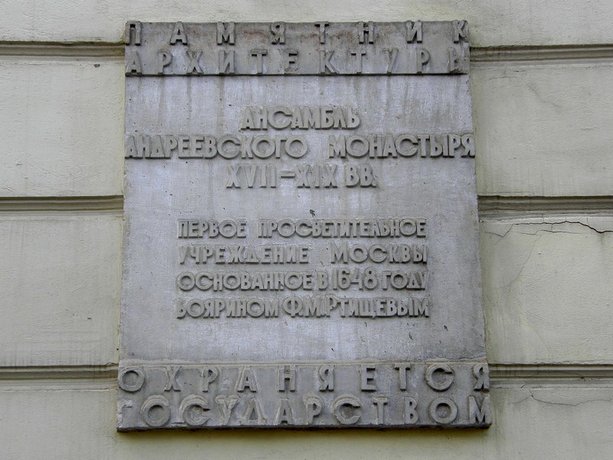 ПАМЯТНИК
АРХИТЕКТУРЫ
АНСАМБЛЬ
АНДРЕЕВСКОГО МОНАСТЫРЯ
XVII–XIX ВВ.
ПЕРВОЕ ПРОСВЕТИТЕЛЬНОЕ
УЧРЕЖДЕНИЕ МОСКВЫ
ОСНОВАННОЕ В 1648 ГОДУ
БОЯРИНОМ Ф.М.РТИЩЕВЫМ
ОХРАНЯЕТСЯ
ГОСУДАРСТВОМ